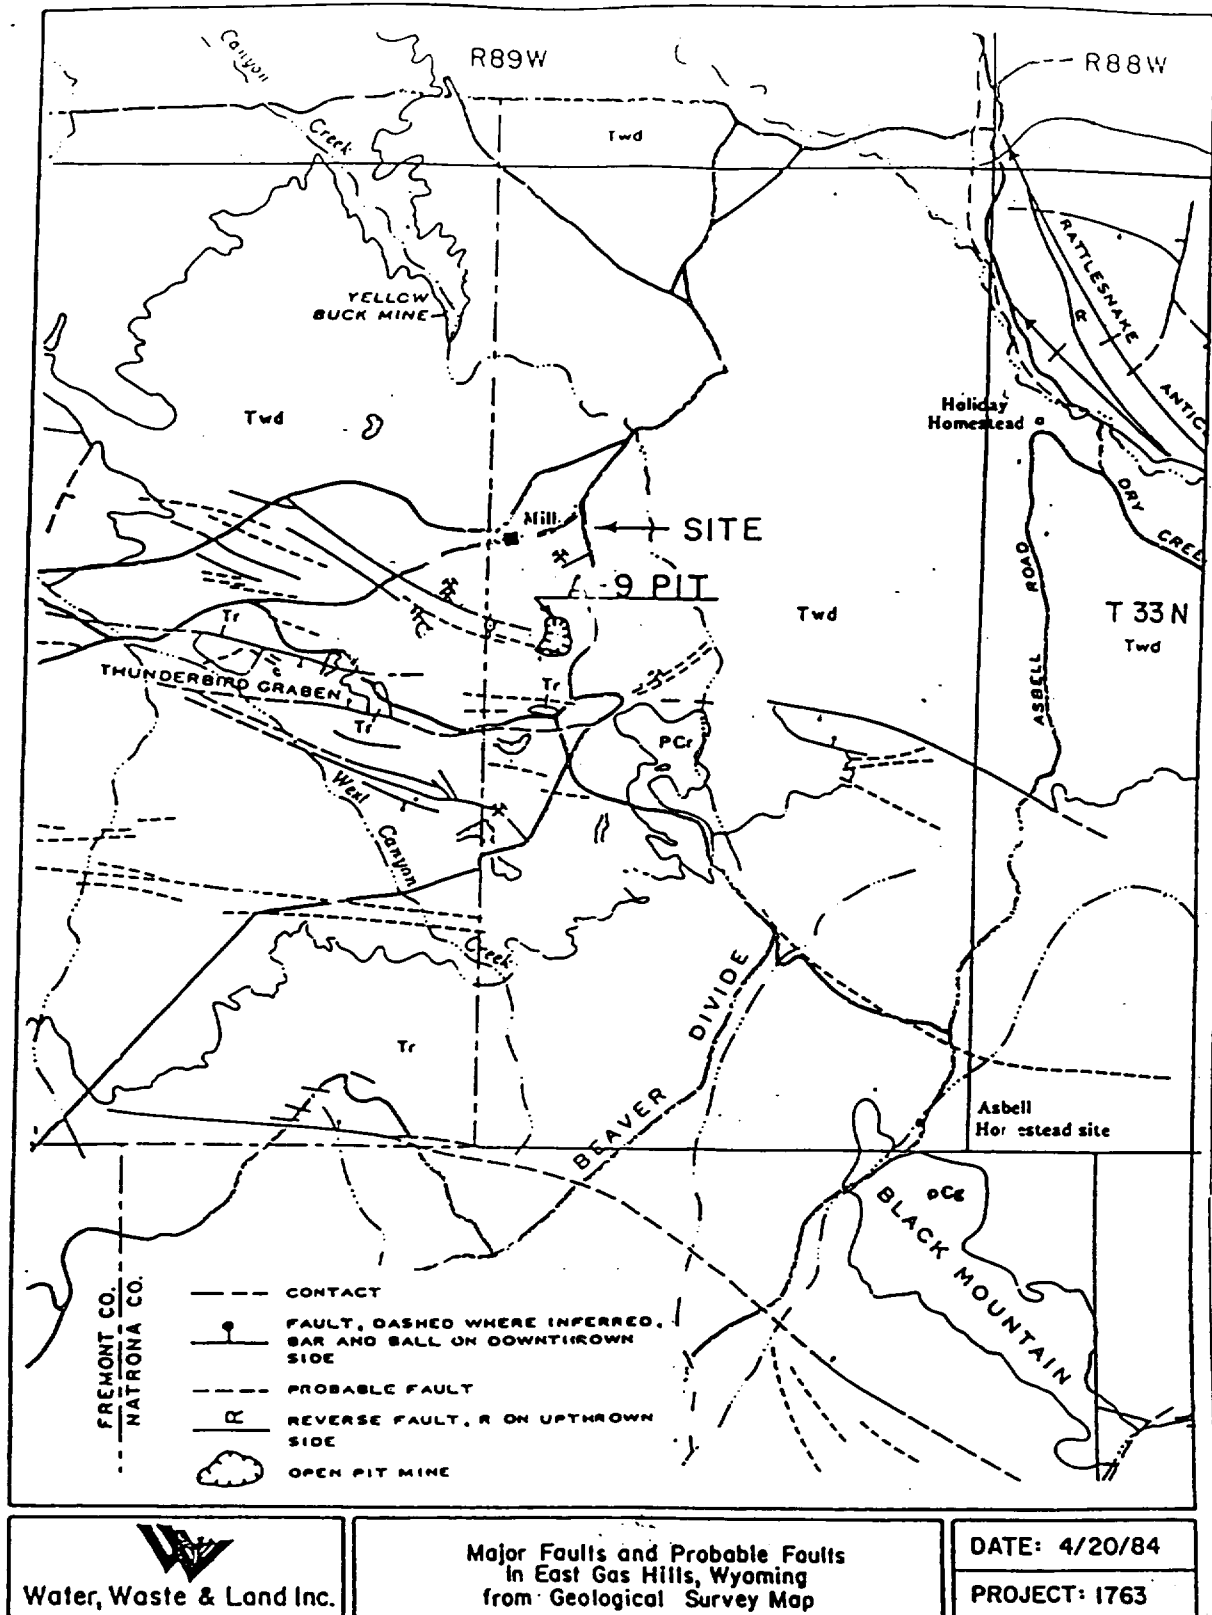 Canyon
R89W
R88W
Creek
Twd
RATTLESNAKE
YELLOW
BUCK MINE
R
ANTIC
Twd
Holiday
Homestead
DRY
CREE
Mill
SITE
A-9 PIT
ROAD
T 33 N
Tr
Twd
Twd
THUNDERBIRD GRABEN
Tr
Tr
ASBELL
PCr
West
Canyon
Creek
DIVIDE
Tr
BEAVER
Asbell
Homestead site
pCg
BLACK MOUNTAIN
FREMONT CO.
NATRONA CO.
CONTACT
FAULT, DASHED WHERE INFERRED,
BAR AND BALL ON DOWNTHROWN
SIDE
PROBABLE FAULT
R
REVERSE FAULT, R ON UPTHROWN
SIDE
OPEN PIT MINE
Water, Waste & Land Inc.
Major Faults and Probable Faults
in East Gas Hills, Wyoming
from Geological Survey Map
DATE: 4/20/84
PROJECT: 1763